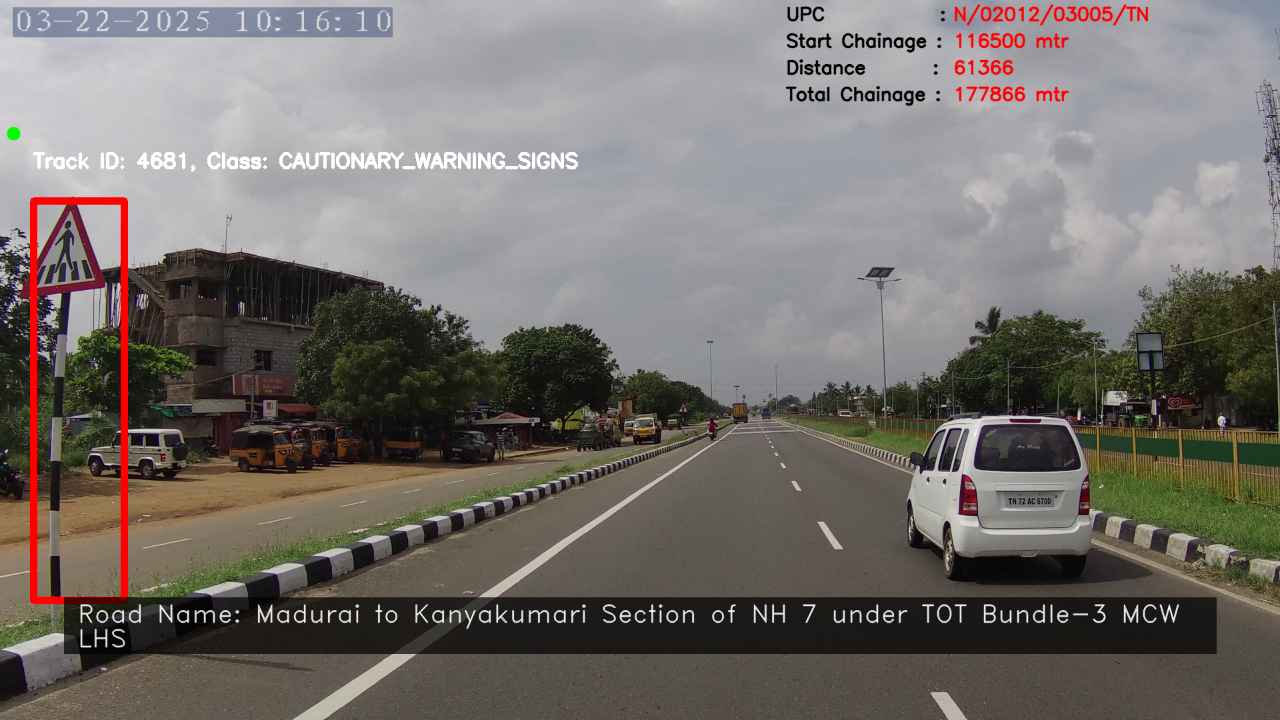 03-22-2025 10:16:10
UPC : N/02012/03005/TN
Start Chainage : 116500 mtr
Distance : 61366
Total Chainage : 177866 mtr
Track ID: 4681, Class: CAUTIONARY_WARNING_SIGNS
TN 72 AC 6700
Road Name: Madurai to Kanyakumari Section of NH 7 under TOT Bundle-3 MCW
LHS